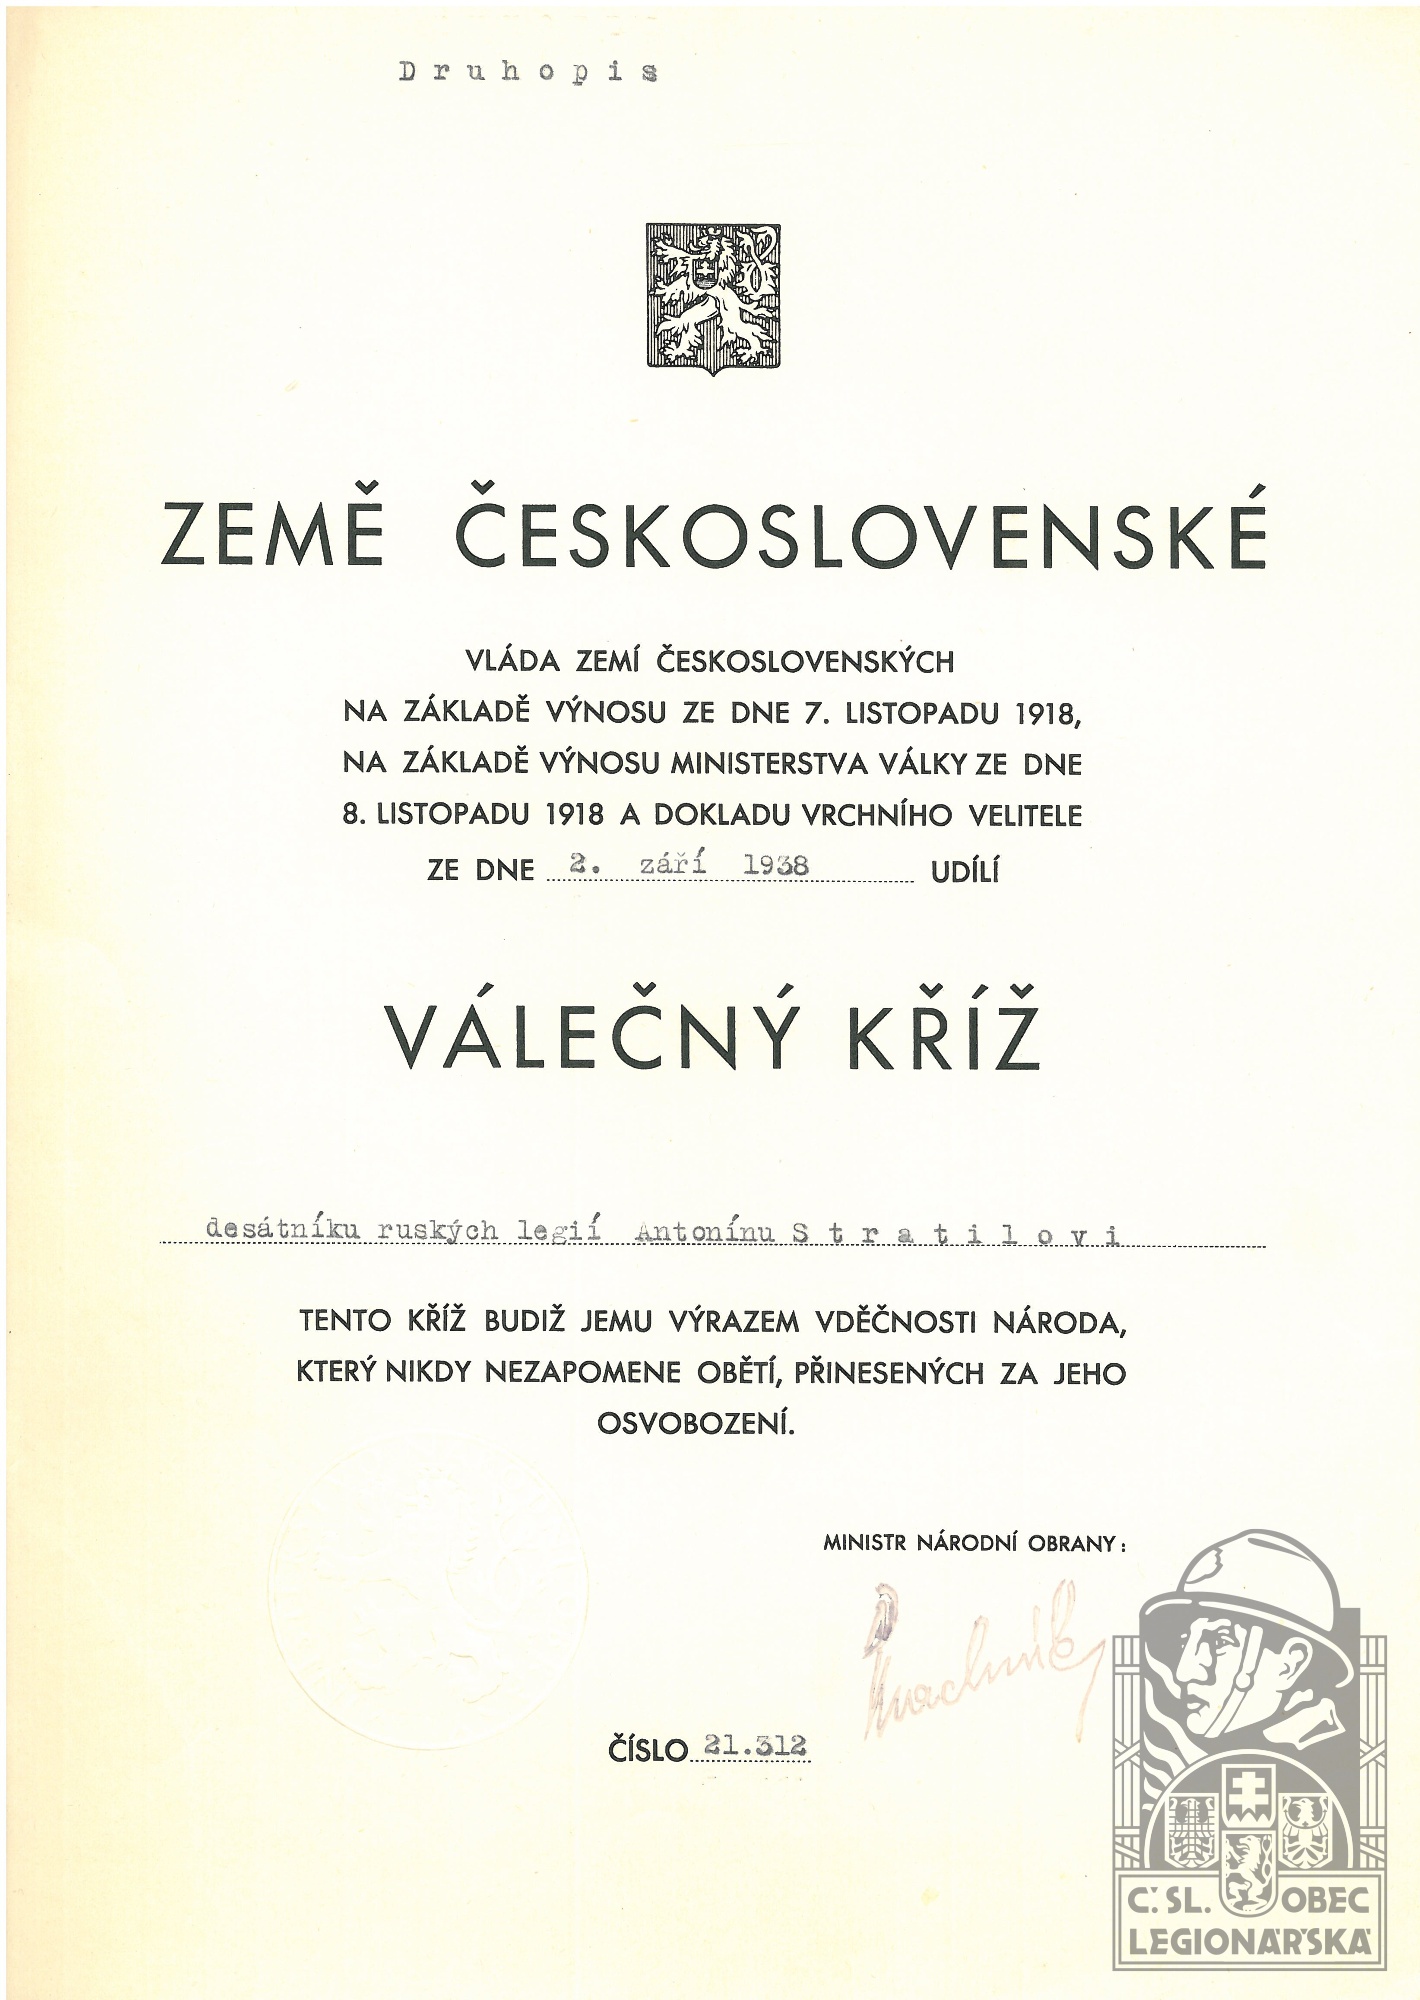 Druhopis
ZEMĚ ČESKOSLOVENSKÉ
VLÁDA ZEMÍ ČESKOSLOVENSKÝCH
NA ZÁKLADĚ VÝNOSU ZE DNE 7. LISTOPADU 1918,
NA ZÁKLADĚ VÝNOSU MINISTERSTVA VÁLKY ZE DNE
8. LISTOPADU 1918 A DOKLADU VRCHNÍHO VELITELE
ZE DNE 2. září 1938 UDÍLÍ
VÁLEČNÝ KŘÍŽ
desátníku ruských legií Antonínu Stratilovi
TENTO KŘÍŽ BUDIŽ JEMU VÝRAZEM VDĚČNOSTI NÁRODA,
KTERÝ NIKDY NEZAPOMENE OBĚTÍ, PŘINESENÝCH ZA JEHO
OSVOBOZENÍ.
MINISTR NÁRODNÍ OBRANY:
ČÍSLO 21.312
Č. SL. OBEC
LEGIONÁŘSKÁ